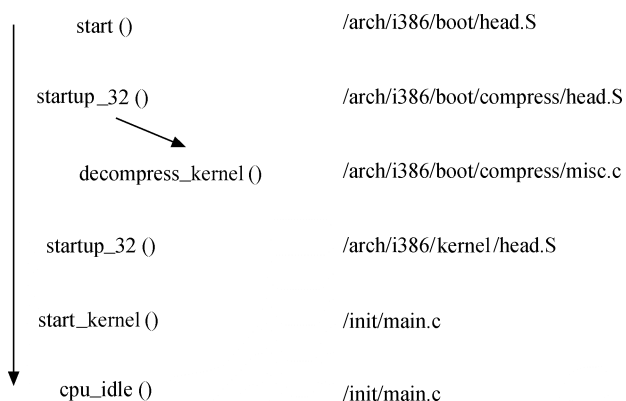 start () /arch/i386/boot/head.S
startup_32 () /arch/i386/boot/compress/head.S
decompress_kernel () /arch/i386/boot/compress/misc.c
startup_32 () /arch/i386/kernel/head.S
start_kernel () /init/main.c
cpu_idle () /init/main.c